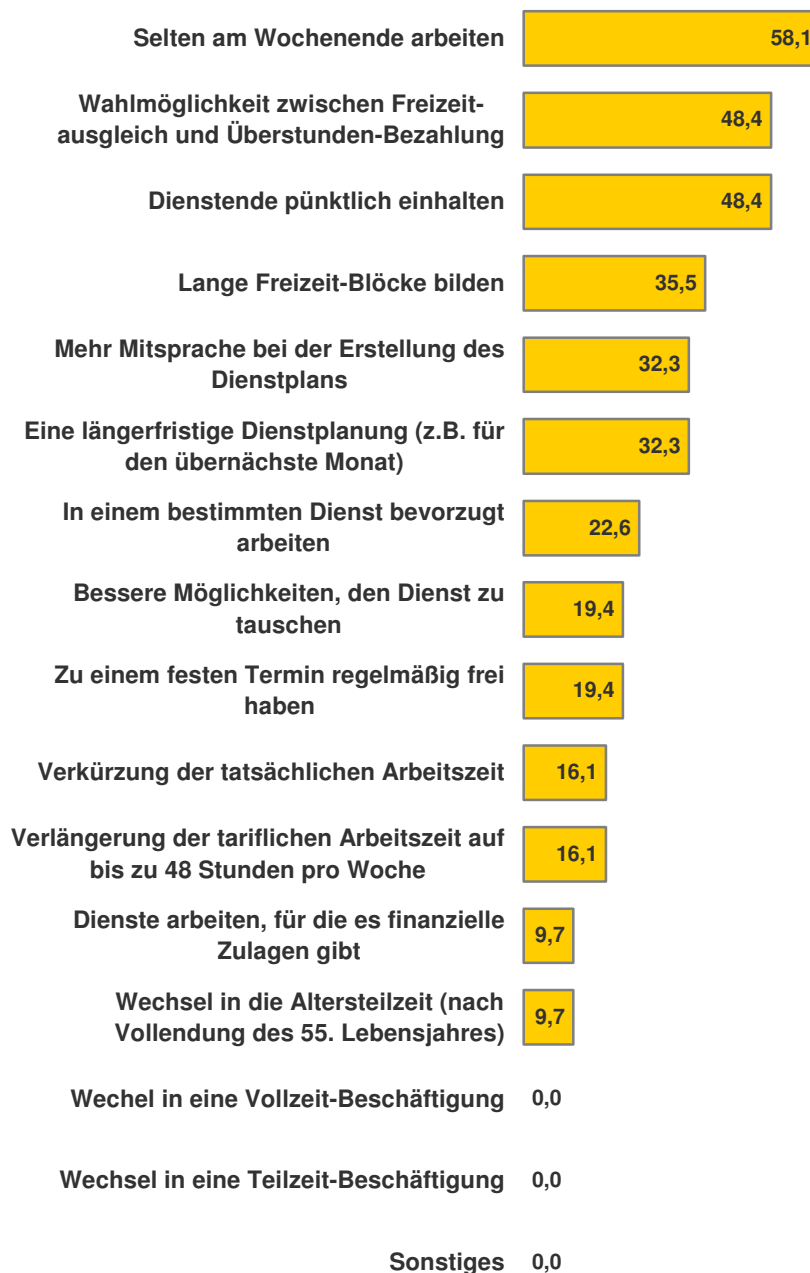 Selten am Wochenende arbeiten
58,1
Wahlmöglichkeit zwischen Freizeit-
ausgleich und Überstunden-Bezahlung
48,4
Dienstende pünktlich einhalten
48,4
Lange Freizeit-Blöcke bilden
35,5
Mehr Mitsprache bei der Erstellung des
Dienstplans
32,3
Eine längerfristige Dienstplanung (z.B. für
den übernächste Monat)
32,3
In einem bestimmten Dienst bevorzugt
arbeiten
22,6
Bessere Möglichkeiten, den Dienst zu
tauschen
19,4
Zu einem festen Termin regelmäßig frei
haben
19,4
Verkürzung der tatsächlichen Arbeitszeit
16,1
Verlängerung der tariflichen Arbeitszeit auf
bis zu 48 Stunden pro Woche
16,1
Dienste arbeiten, für die es finanzielle
Zulagen gibt
9,7
Wechsel in die Altersteilzeit (nach
Vollendung des 55. Lebensjahres)
9,7
Wechel in eine Vollzeit-Beschäftigung
0,0
Wechsel in eine Teilzeit-Beschäftigung
0,0
Sonstiges
0,0